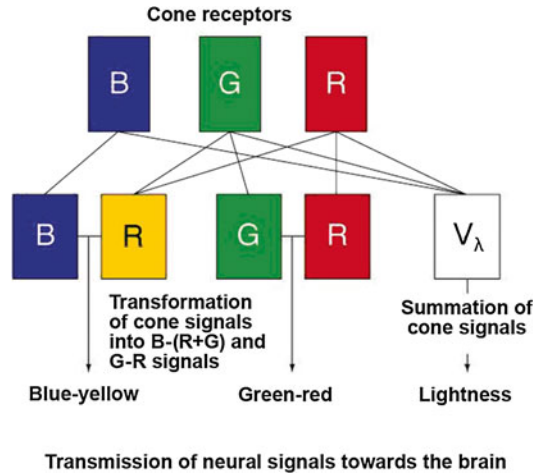 Cone receptors
B G R
B R G R Vλ
Transformation
of cone signals
into B-(R+G) and
G-R signals
Summation of
cone signals
Blue-yellow Green-red Lightness
Transmission of neural signals towards the brain